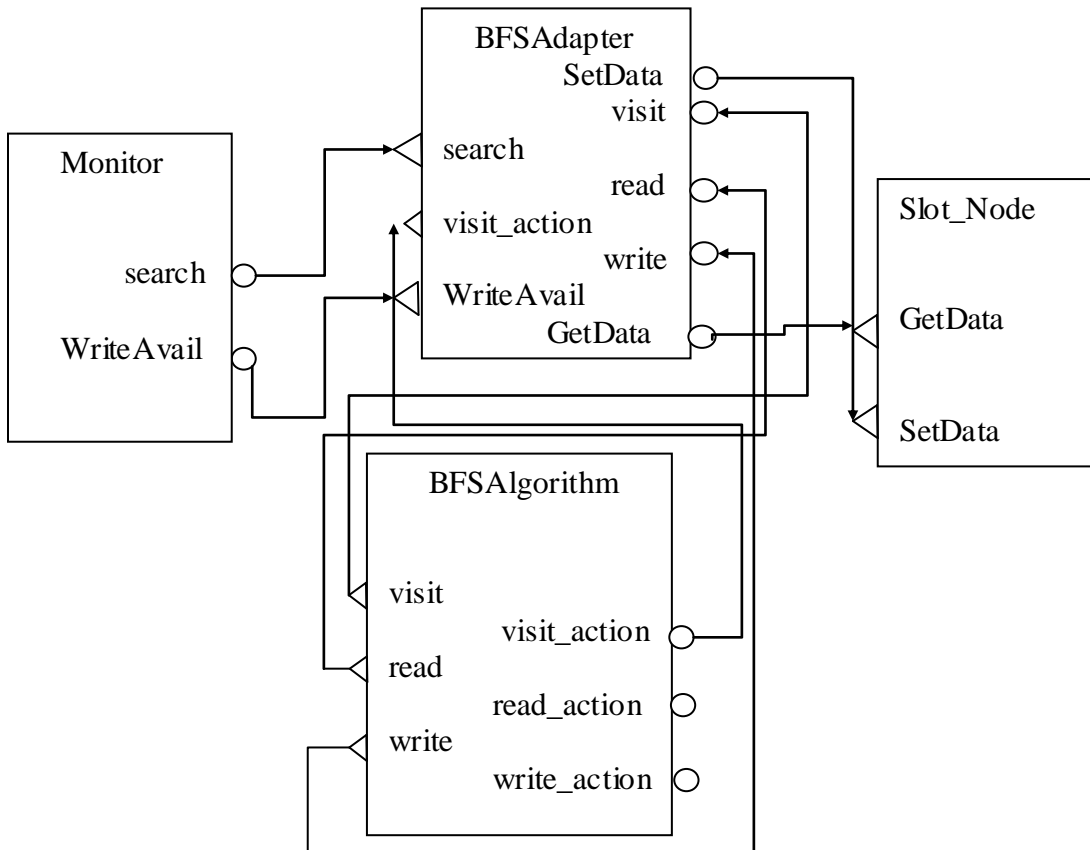 BFSAdapter
SetData
visit
search
read
visit_action
write
WriteAvail
GetData
Monitor
search
WriteAvail
Slot_Node
GetData
SetData
BFSAlgorithm
visit
visit_action
read
read_action
write
write_action